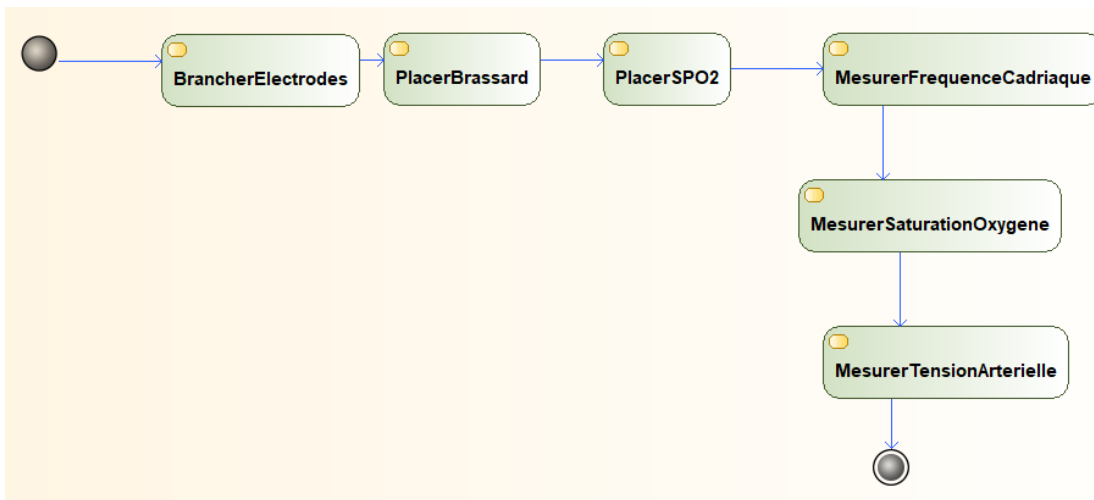 BrancherElectrodes
PlacerBrassard
PlacerSPO2
MesurerFrequenceCadriaque
MesurerSaturationOxygene
MesurerTensionArterielle